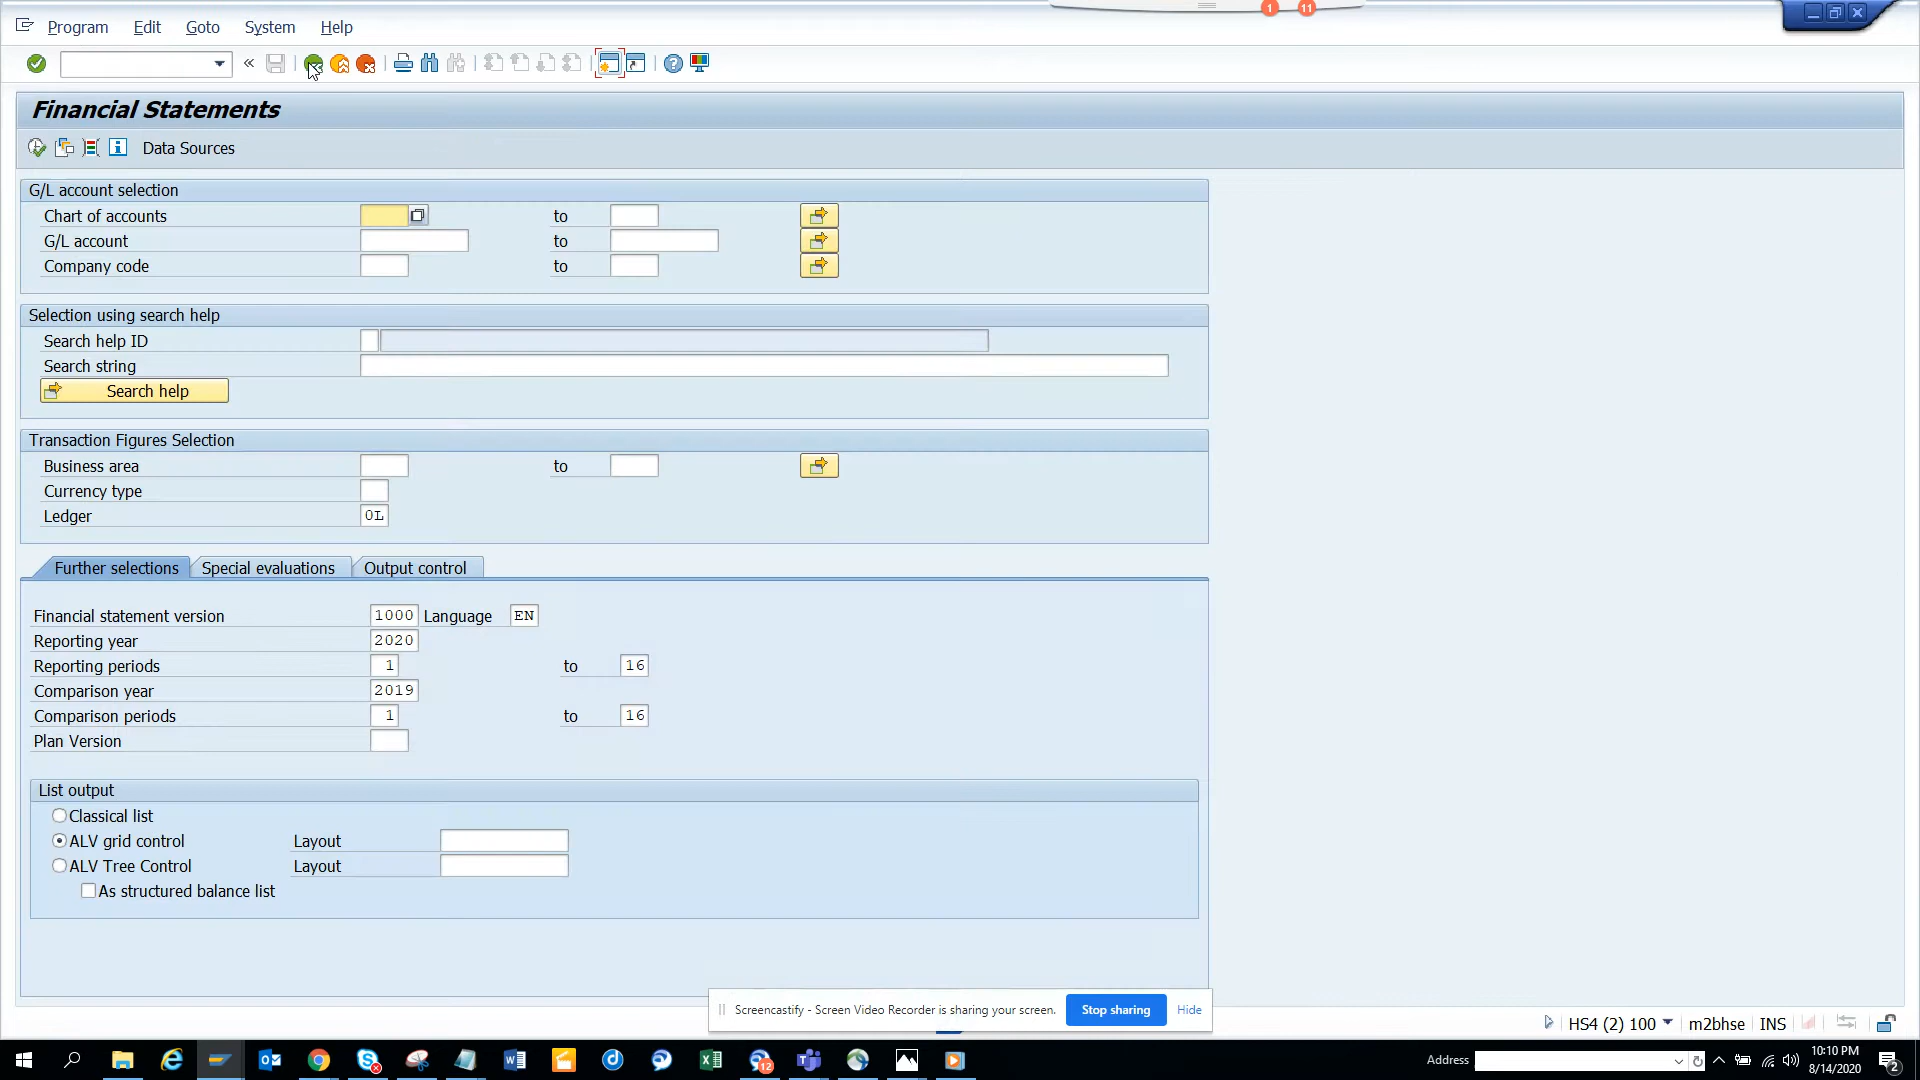 1 11
Program Edit Goto System Help
Financial Statements
Data Sources
G/L account selection
Chart of accounts to
G/L account to
Company code to
Selection using search help
Search help ID
Search string
Search help
Transaction Figures Selection
Business area to
Currency type
Ledger 0L
Further selections Special evaluations Output control
Financial statement version 1000 Language EN
Reporting year 2020
Reporting periods 1 to 16
Comparison year 2019
Comparison periods 1 to 16
Plan Version
List output
Classical list
ALV grid control Layout
ALV Tree Control Layout
As structured balance list
Screencastify - Screen Video Recorder is sharing your screen. Stop sharing Hide
HS4 (2) 100 m2bhse INS
Address
12
10:10 PM
8/14/2020
2